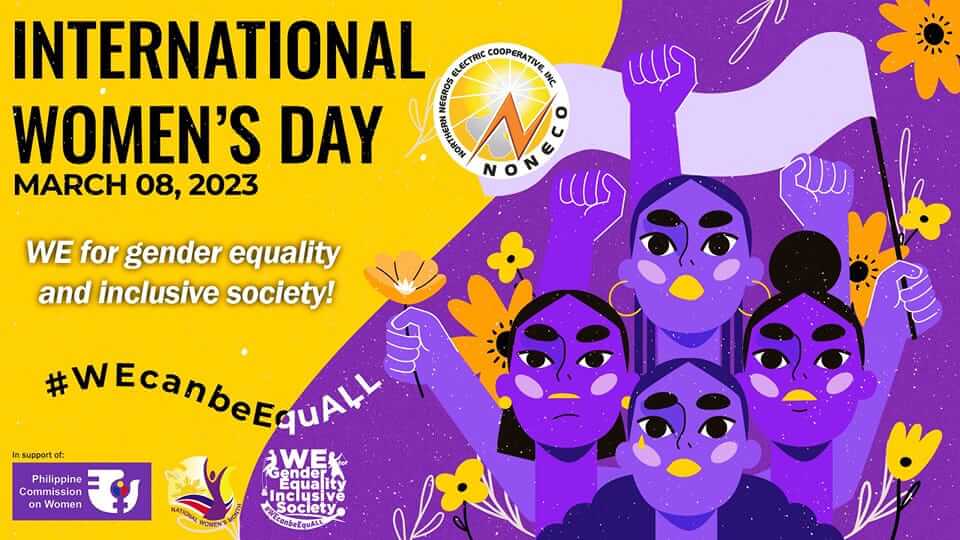 INTERNATIONAL
WOMEN'S DAY
MARCH 08, 2023
NORTHERN NEGROS ELECTRIC COOPERATIVE, INC.
NONECO
WE for gender equality
and inclusive society!
#WEcanbeEquALL
In support of:
Philippine
Commission
on Women
NATIONAL WOMEN'S MONTH
WE for
Gender
Equality
Inclusive
Society
#WEcanbeEquALL